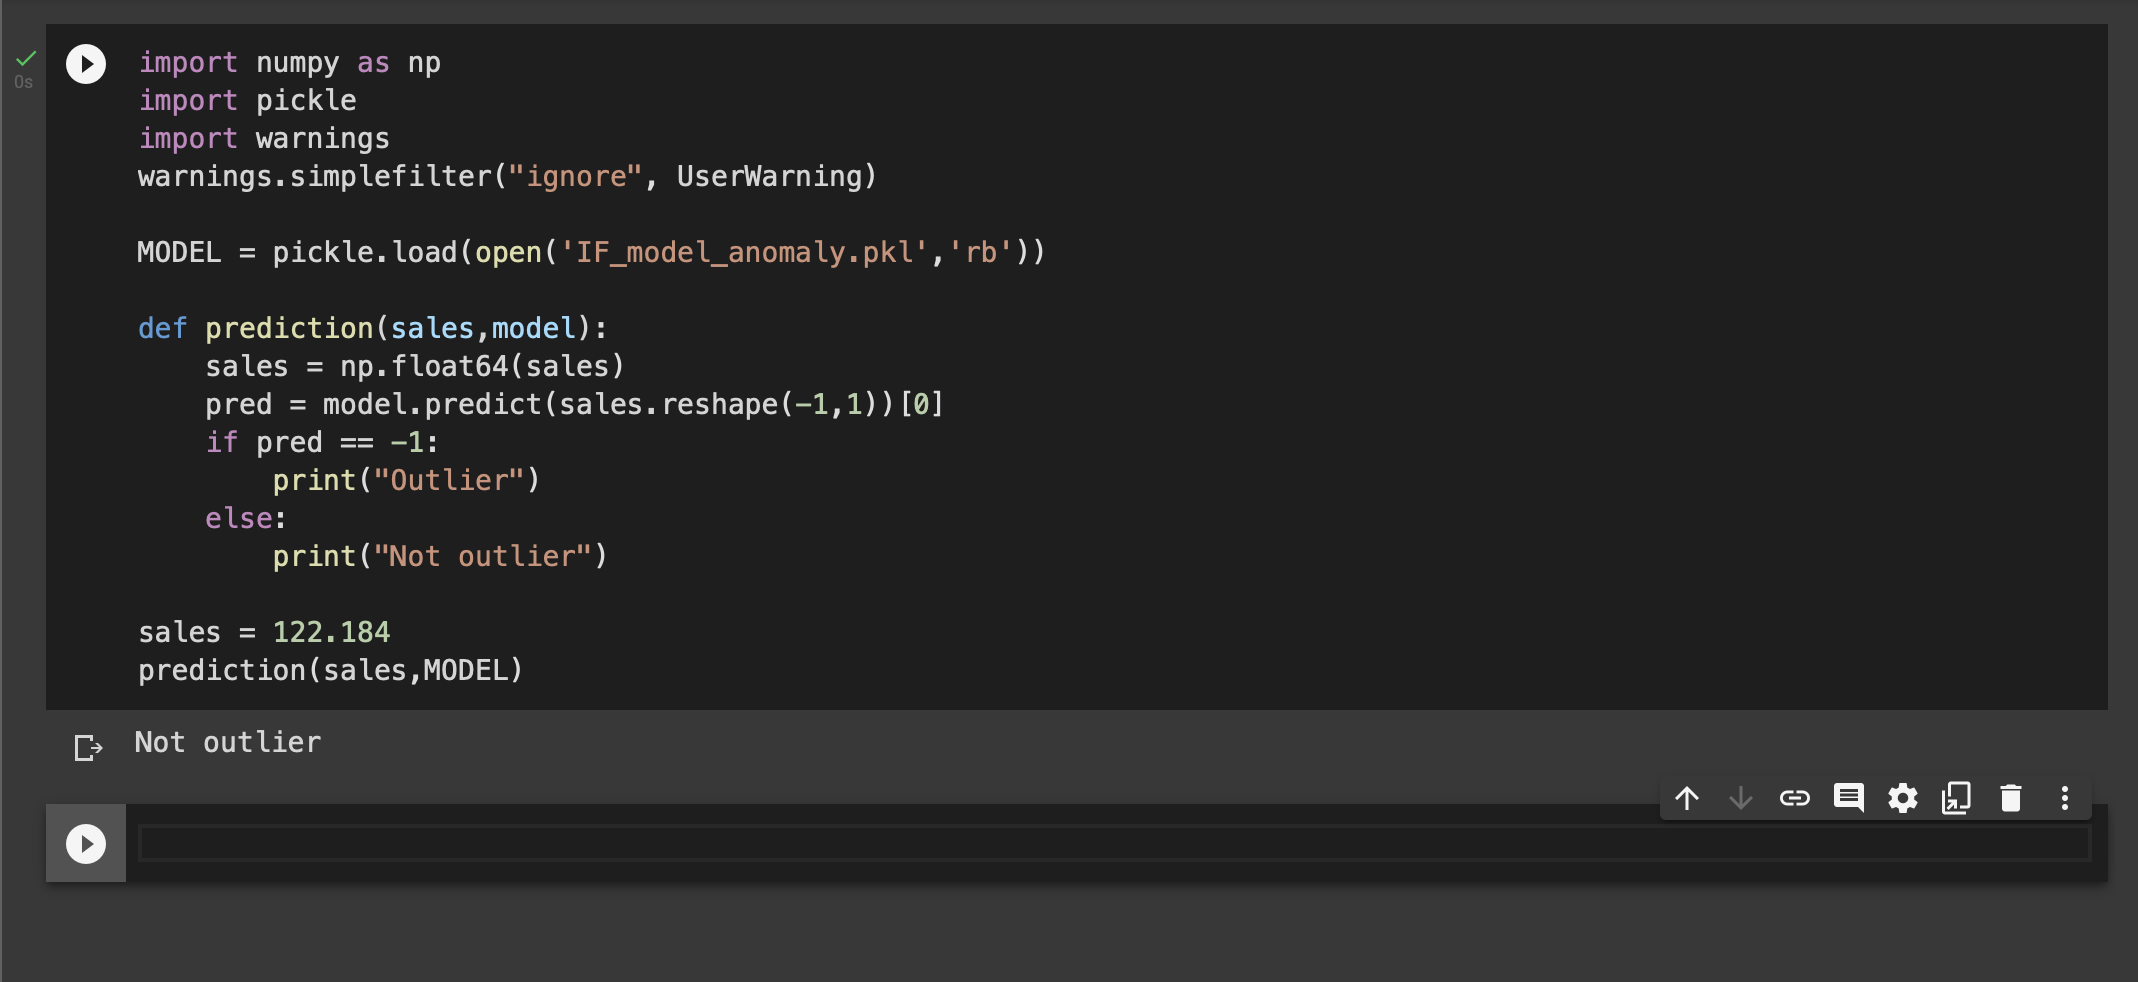 0s
import numpy as np
import pickle
import warnings
warnings.simplefilter("ignore", UserWarning)

MODEL = pickle.load(open('IF_model_anomaly.pkl','rb'))

def prediction(sales,model):
    sales = np.float64(sales)
    pred = model.predict(sales.reshape(-1,1))[0]
    if pred == -1:
        print("Outlier")
    else:
        print("Not outlier")

sales = 122.184
prediction(sales,MODEL)
Not outlier